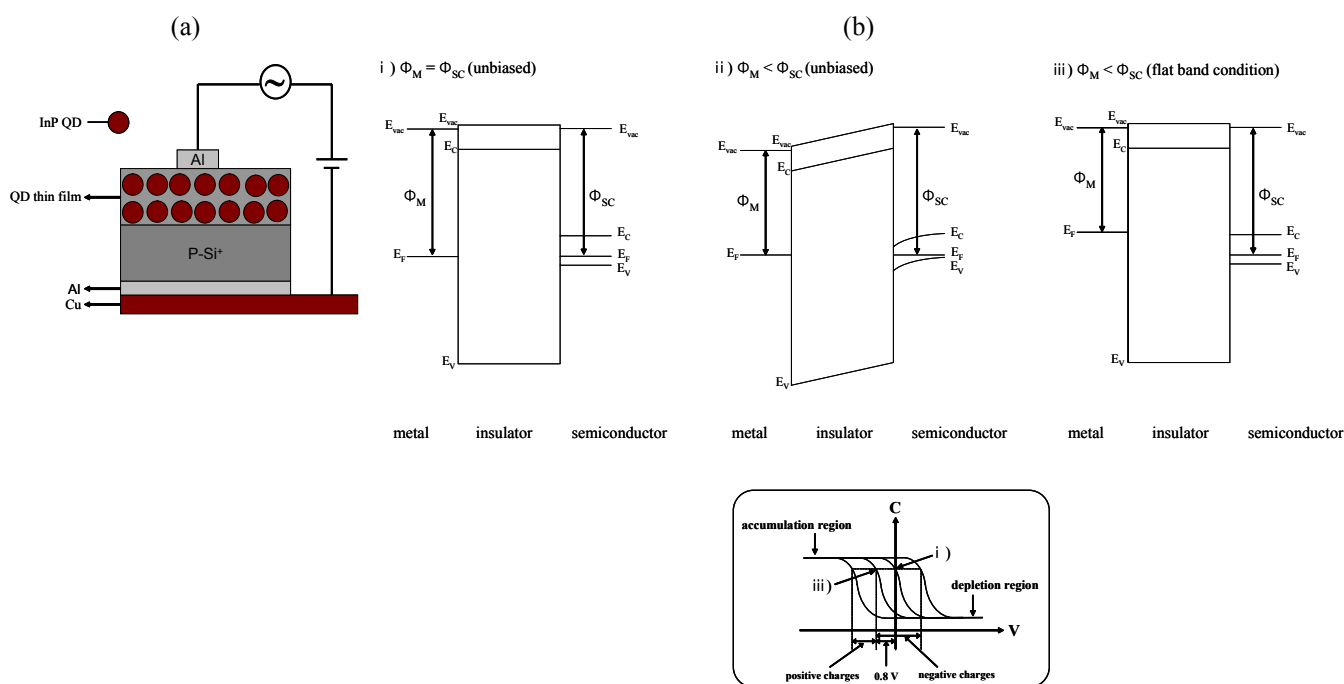 (a)
(b)
InP QD
Al
QD thin film
P-Si⁺
Al
Cu
ⅰ) Φ_M = Φ_SC (unbiased)
E_vac
E_vac
E_vac
E_C
Φ_M
Φ_SC
E_C
E_F
E_F
E_V
E_V
metal insulator semiconductor
ⅱ) Φ_M < Φ_SC (unbiased)
E_vac
E_vac
E_vac
E_C
Φ_M
Φ_SC
E_C
E_F
E_F
E_V
E_V
metal insulator semiconductor
ⅲ) Φ_M < Φ_SC (flat band condition)
E_vac
E_vac
E_vac
E_C
Φ_M
Φ_SC
E_F
E_C
E_F
E_V
E_V
metal insulator semiconductor
C
accumulation region
ⅰ)
ⅲ)
depletion region
V
positive charges 0.8 V negative charges